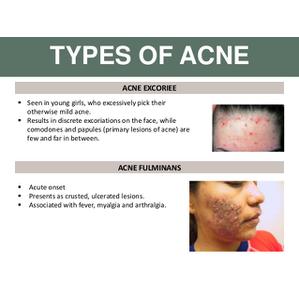 TYPES OF ACNE
ACNE EXCORIEE
▪ Seen in young girls, who excessively pick their
otherwise mild acne.
▪ Results in discrete excoriations on the face, while
comodones and papules (primary lesions of acne) are
few and far in between.
ACNE FULMINANS
▪ Acute onset
▪ Presents as crusted, ulcerated lesions.
▪ Associated with fever, myalgia and arthralgia.